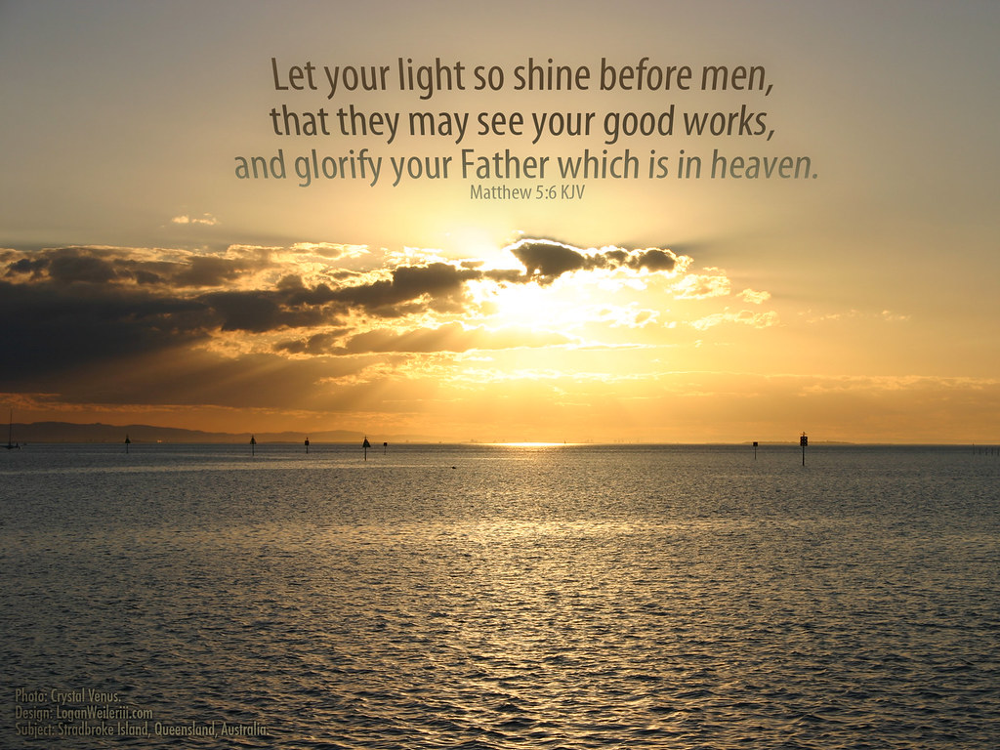 Let your light so shine before men,
that they may see your good works,
and glorify your Father which is in heaven.
Matthew 5:6 KJV
Photo: Crystal Venus.
Design: LoganWeileriii.com
Subject: Stradbroke Island, Queensland, Australia.